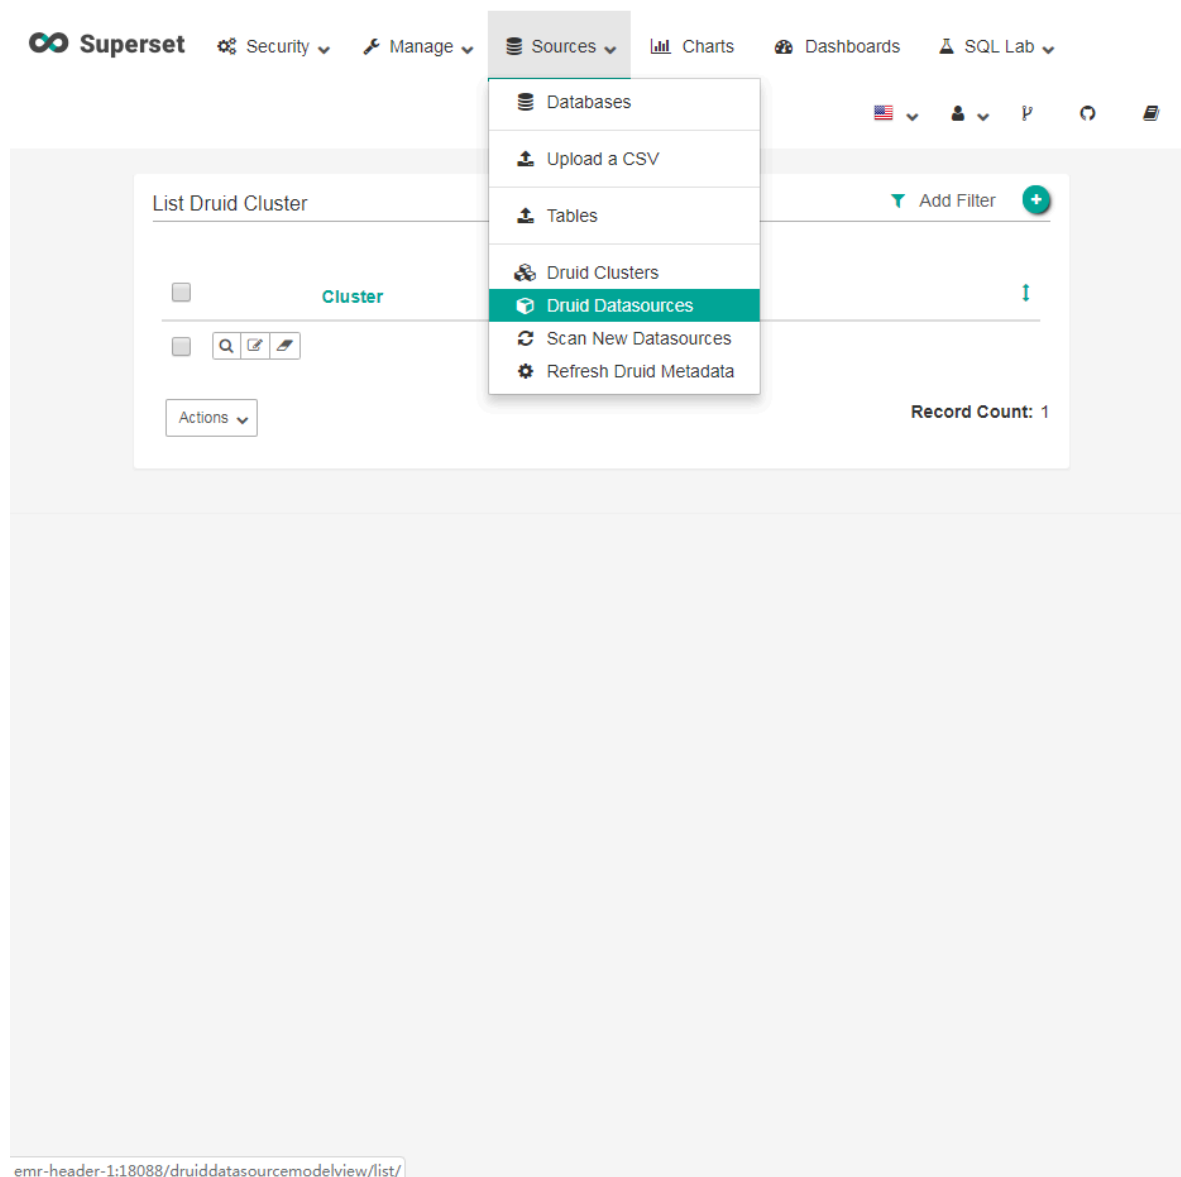 Superset Security Manage Sources Charts Dashboards SQL Lab
Databases
Upload a CSV
Tables
Druid Clusters
Druid Datasources
Scan New Datasources
Refresh Druid Metadata
List Druid Cluster
Add Filter
Cluster
Actions
Record Count: 1
emr-header-1:18088/druiddatasourcemodelview/list/